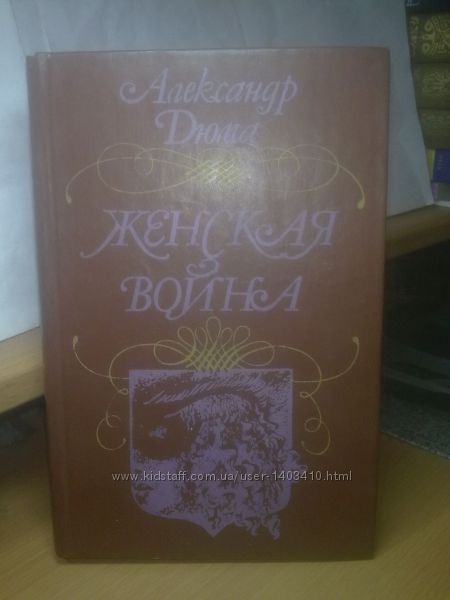 Александр
Дюма
ЖЕНСКАЯ
ВОЙНА
www.kidstaff.com.ua/user-1403410.html